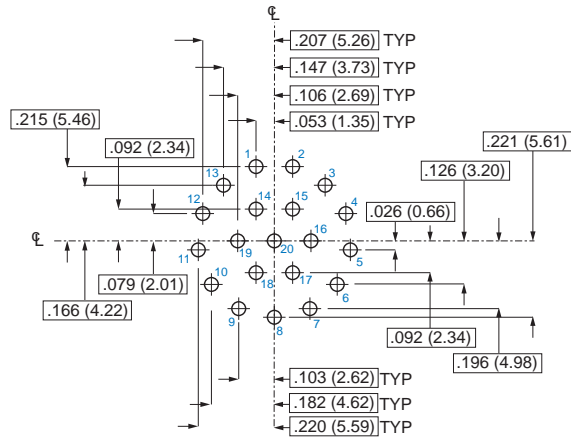 ℄
.207 (5.26) TYP
.147 (3.73) TYP
.106 (2.69) TYP
.053 (1.35) TYP
.215 (5.46)
.221 (5.61)
.092 (2.34)
.126 (3.20)
1 2
13 3
14 15
12 4
.026 (0.66)
℄
19 20 16
11 5
18 17
10 6
.079 (2.01)
.166 (4.22)
9 8 7
.092 (2.34)
.196 (4.98)
.103 (2.62) TYP
.182 (4.62) TYP
.220 (5.59) TYP